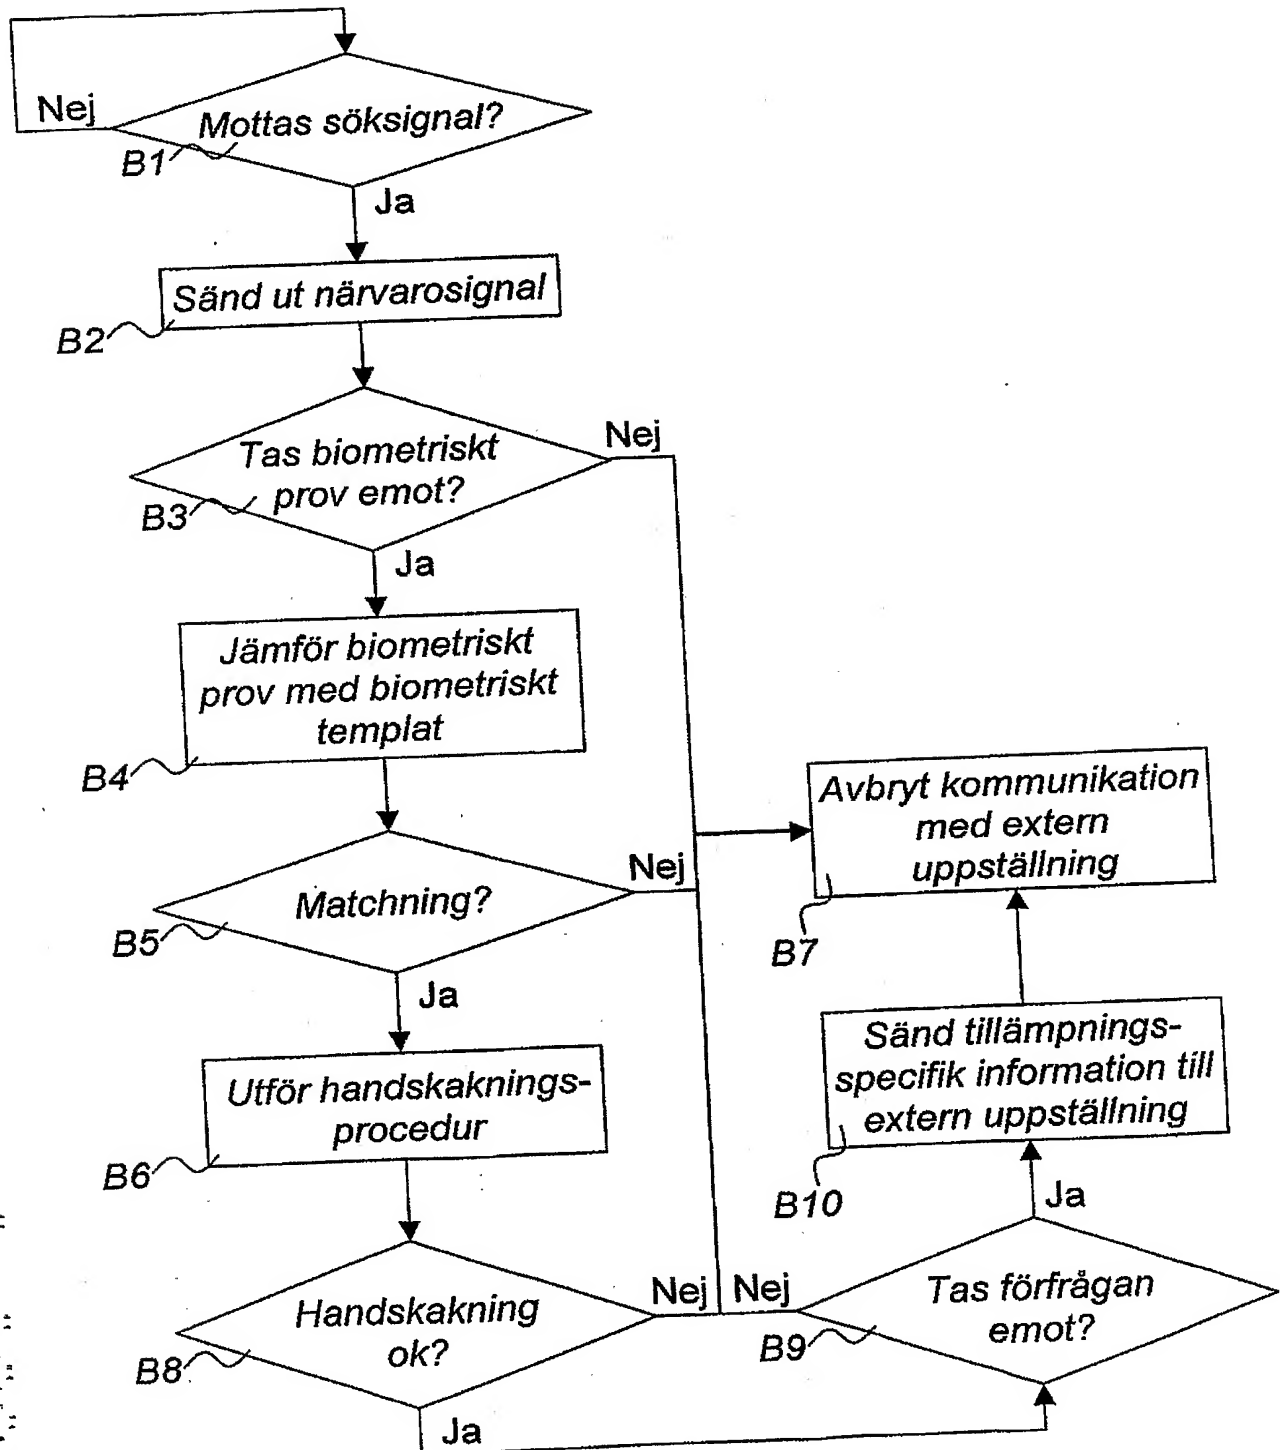 Nej
Mottas söksignal?
B1
Ja
Sänd ut närvarosignal
B2
Tas biometriskt
prov emot?
Nej
B3
Ja
Jämför biometriskt
prov med biometriskt
templat
B4
Matchning?
Nej
B5
Ja
Utför handskaknings-
procedur
B6
Handskakning
ok?
Nej
B8
Ja
Nej
Tas förfrågan
emot?
B9
Ja
Sänd tillämpnings-
specifik information till
extern uppställning
B10
Avbryt kommunikation
med extern
uppställning
B7